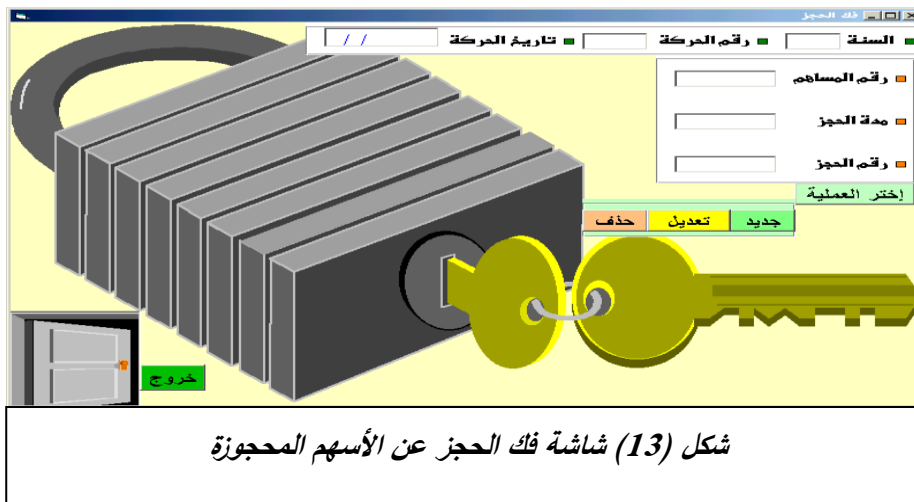 فك الحجز
السنة رقم الحركة تاريخ الحركة / /
رقم المساهم
مدة الحجز
رقم الحجز
إختر العملية
جديد تعديل حذف
خروج
شكل (13) شاشة فك الحجز عن الأسهم المحجوزة